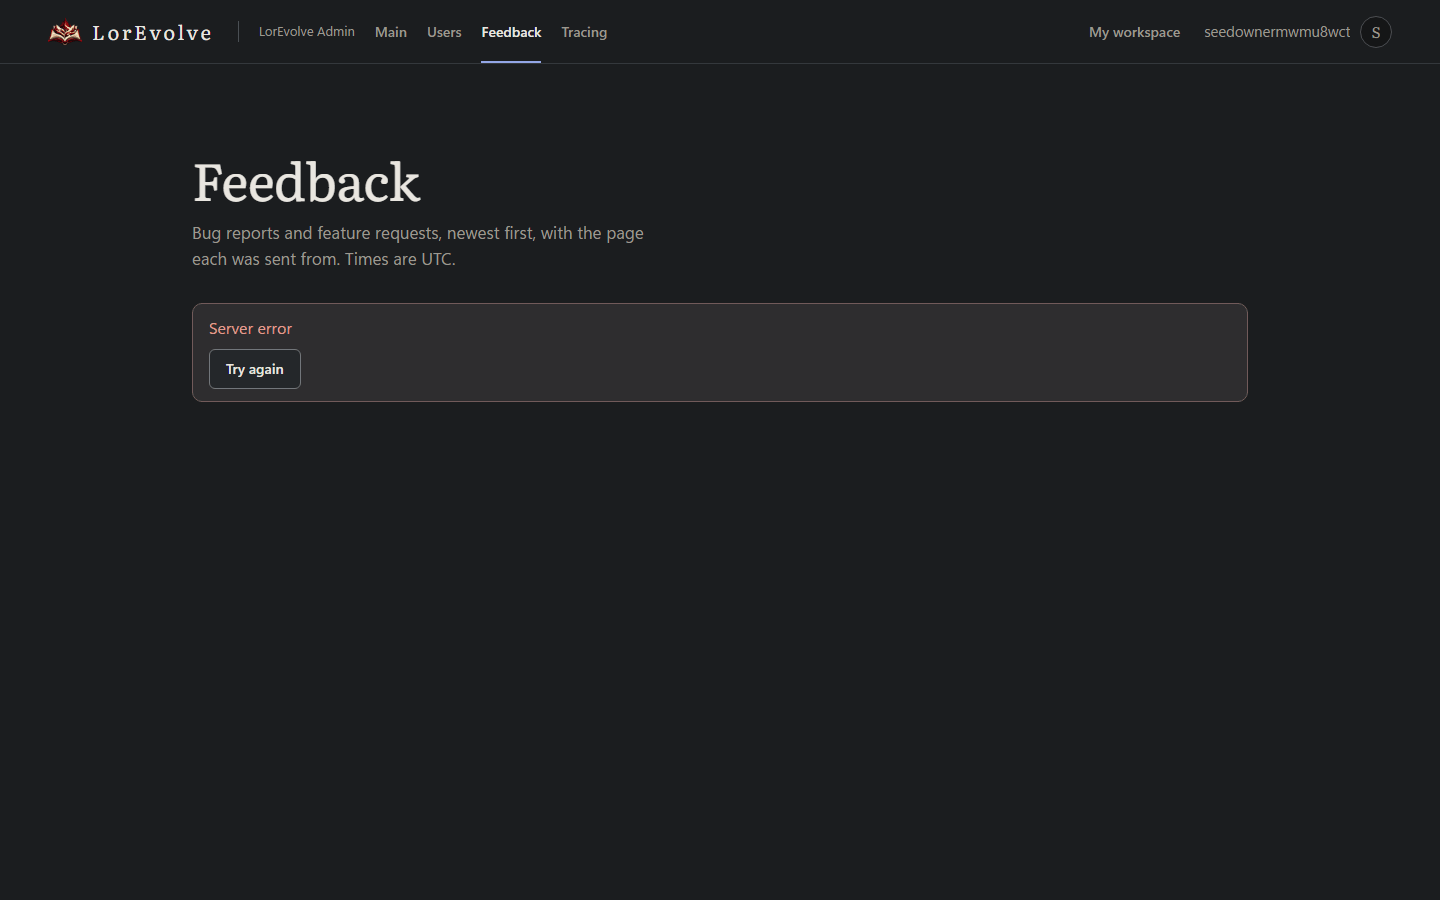 LorEvolve
LorEvolve Admin
Main
Users
Feedback
Tracing
My workspace
seedownermwmu8wct
S
Feedback
Bug reports and feature requests, newest first, with the page
each was sent from. Times are UTC.
Server error
Try again